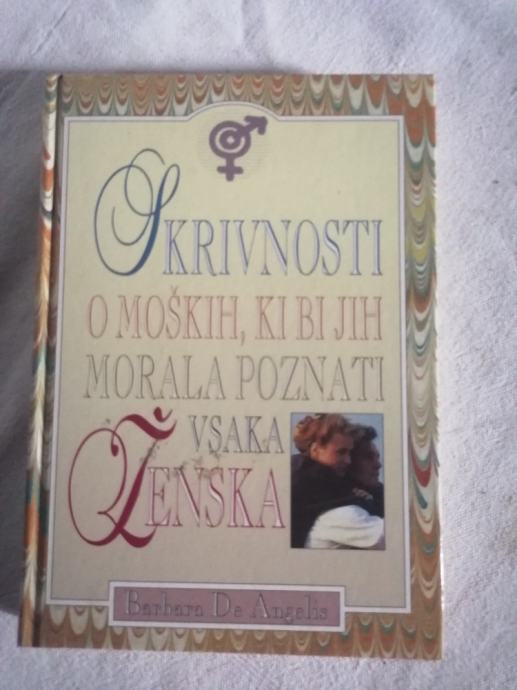 SKRIVNOSTI
O MOŠKIH, KI BI JIH
MORALA POZNATI
VSAKA
ŽENSKA
Barbara De Angelis